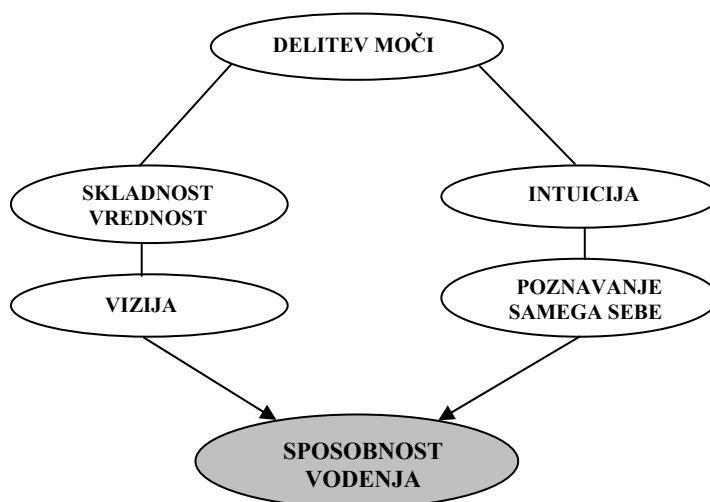 DELITEV MOČI
SKLADNOST
VREDNOST
INTUICIJA
VIZIJA
POZNAVANJE
SAMEGA SEBE
SPOSOBNOST
VODENJA